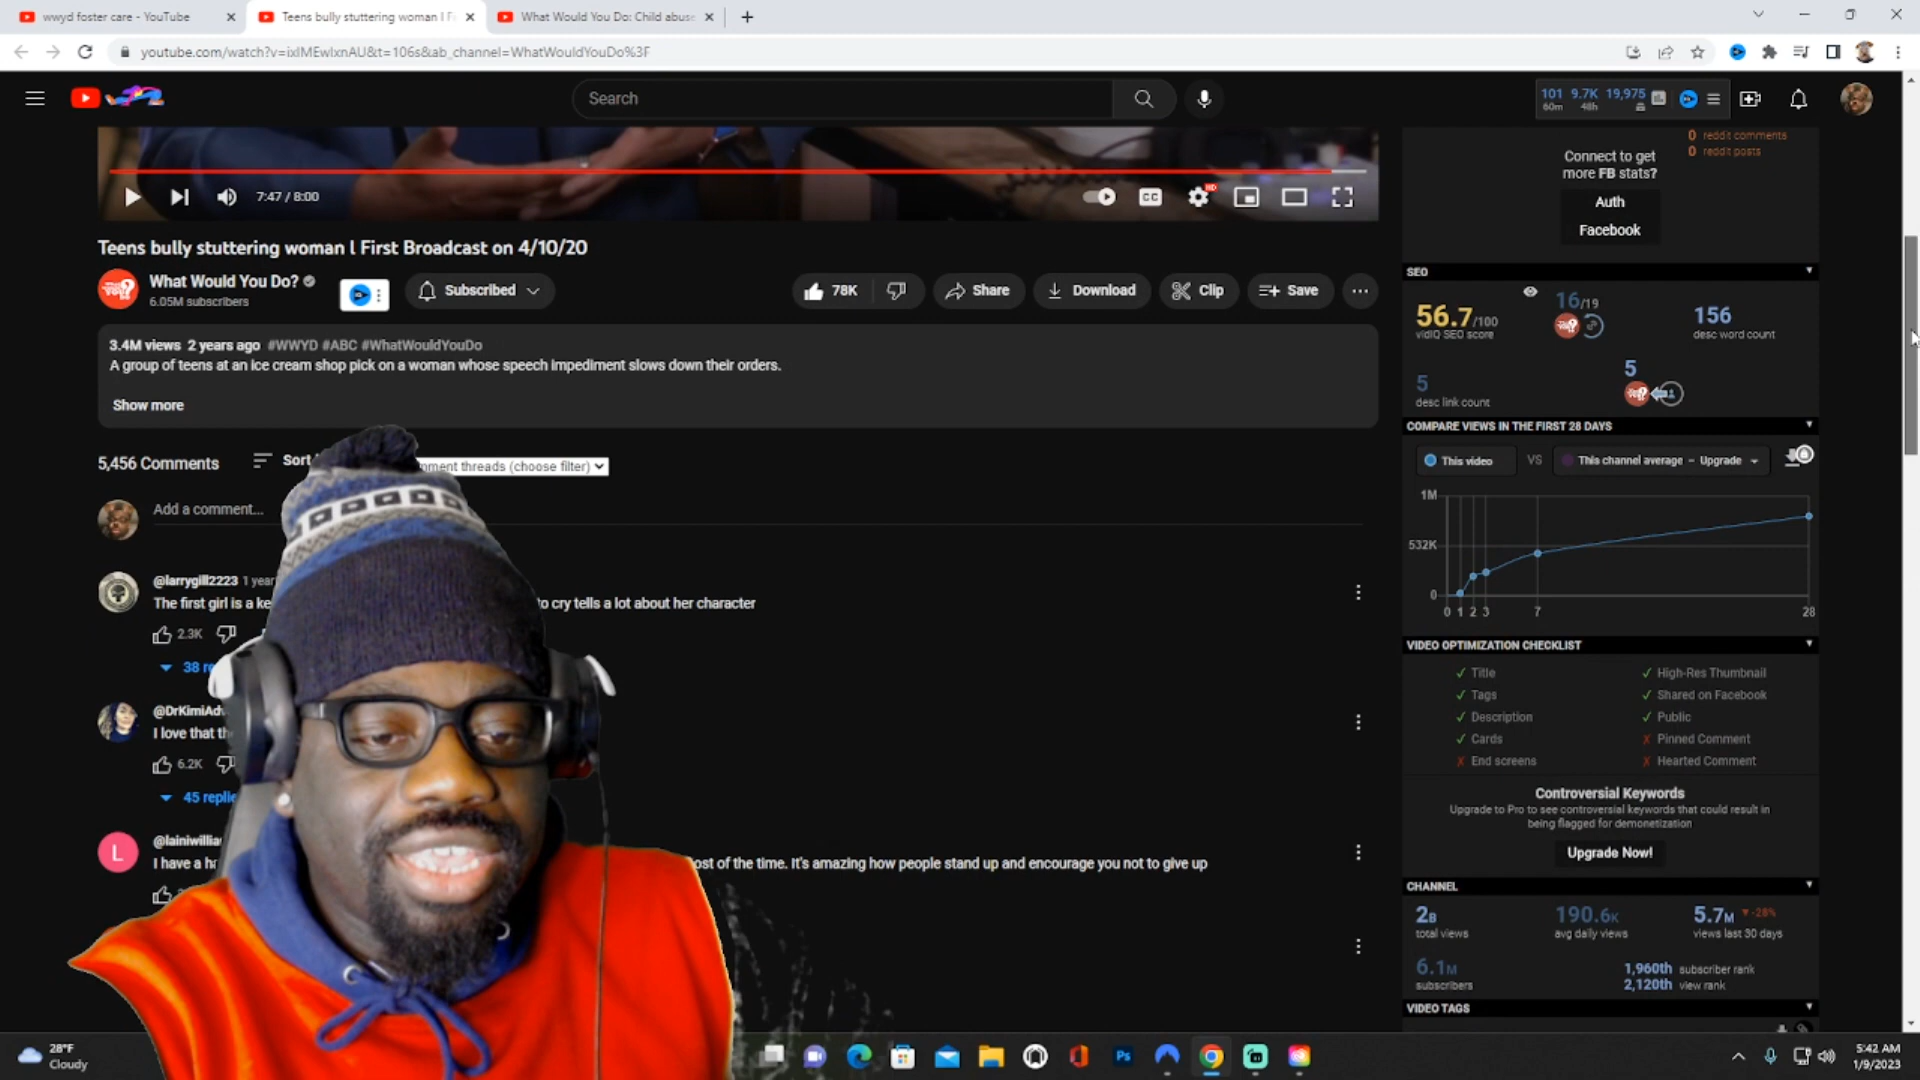 wwyd foster care - YouTube
Teens bully stuttering woman l F
What Would You Do: Child abus
youtube.com/watch?v=ixIMEwlxnAU&t=106s&ab_channel=WhatWouldYouDo%3F
Search
101 9.7K 19,975
60m 48h
0 reddit comments
0 reddit posts
Connect to get
more FB stats?
Auth
Facebook
7:47 / 8:00
CC
HD
Teens bully stuttering woman l First Broadcast on 4/10/20
What Would You Do?
6.05M subscribers
Subscribed
78K
Share
Download
Clip
Save
3.4M views 2 years ago #WWYD #ABC #WhatWouldYouDo
A group of teens at an ice cream shop pick on a woman whose speech impediment slows down their orders.
Show more
5,456 Comments
Sort
mment threads (choose filter)
Add a comment...
@larrygill2223 1 year
The first girl is a ke
o cry tells a lot about her character
2.3K
38 re
@DrKimiAd
I love that th
6.2K
45 replie
@lainiwillia
L
I have a h
ost of the time. It's amazing how people stand up and encourage you not to give up
SEO
56.7/100
vidIQ SEO score
16/19
156
desc word count
5
desc link count
5
COMPARE VIEWS IN THE FIRST 28 DAYS
This video VS This channel average - Upgrade
1M
532K
0
0 1 2 3 7 28
VIDEO OPTIMIZATION CHECKLIST
✓ Title
✓ High-Res Thumbnail
✓ Tags
✓ Shared on Facebook
✓ Description
✓ Public
✓ Cards
✗ Pinned Comment
✗ End screens
✗ Hearted Comment
Controversial Keywords
Upgrade to Pro to see controversial keywords that could result in
being flagged for demonetization
Upgrade Now!
CHANNEL
2B
total views
190.6K
avg daily views
5.7M ▼-28%
views last 30 days
6.1M
subscribers
1,960th subscriber rank
2,120th view rank
VIDEO TAGS
28°F
Cloudy
Ps
5:42 AM
1/9/2023